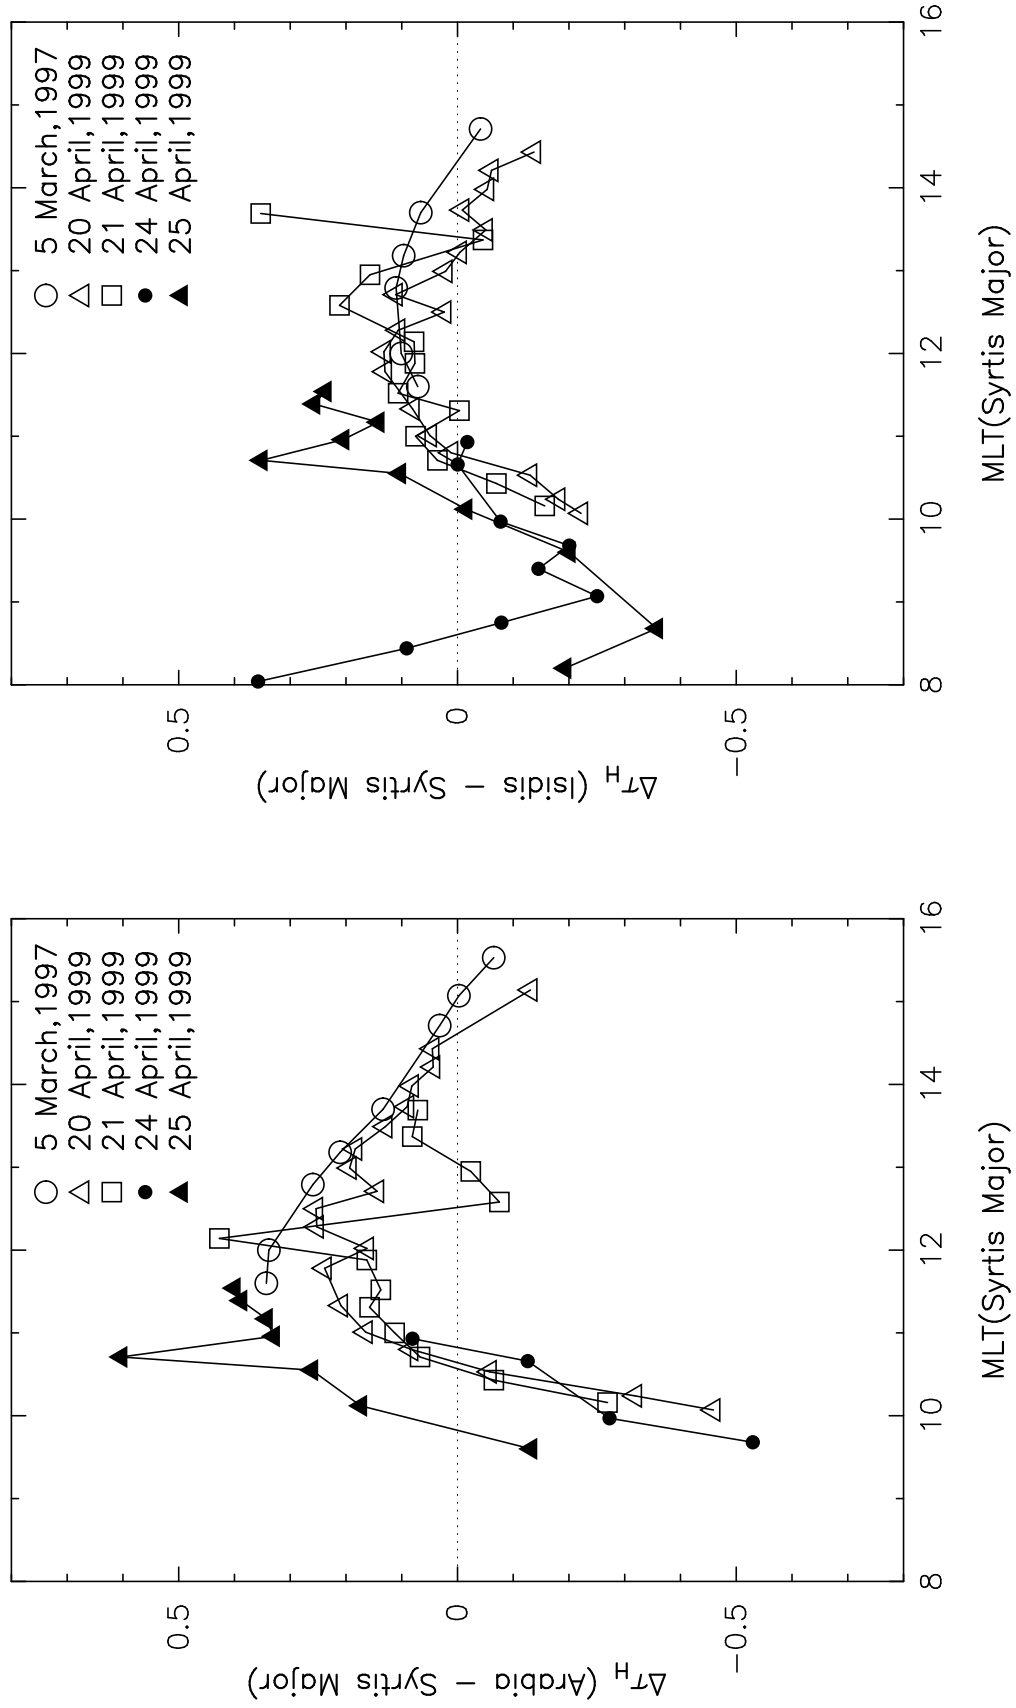 5 March,1997
20 April,1999
21 April,1999
24 April,1999
25 April,1999
0.5
0
−0.5
8
10
12
14
16
MLT(Syrtis Major)
Δτ_H (Arabia − Syrtis Major)
5 March,1997
20 April,1999
21 April,1999
24 April,1999
25 April,1999
0.5
0
−0.5
8
10
12
14
16
MLT(Syrtis Major)
Δτ_H (Isidis − Syrtis Major)